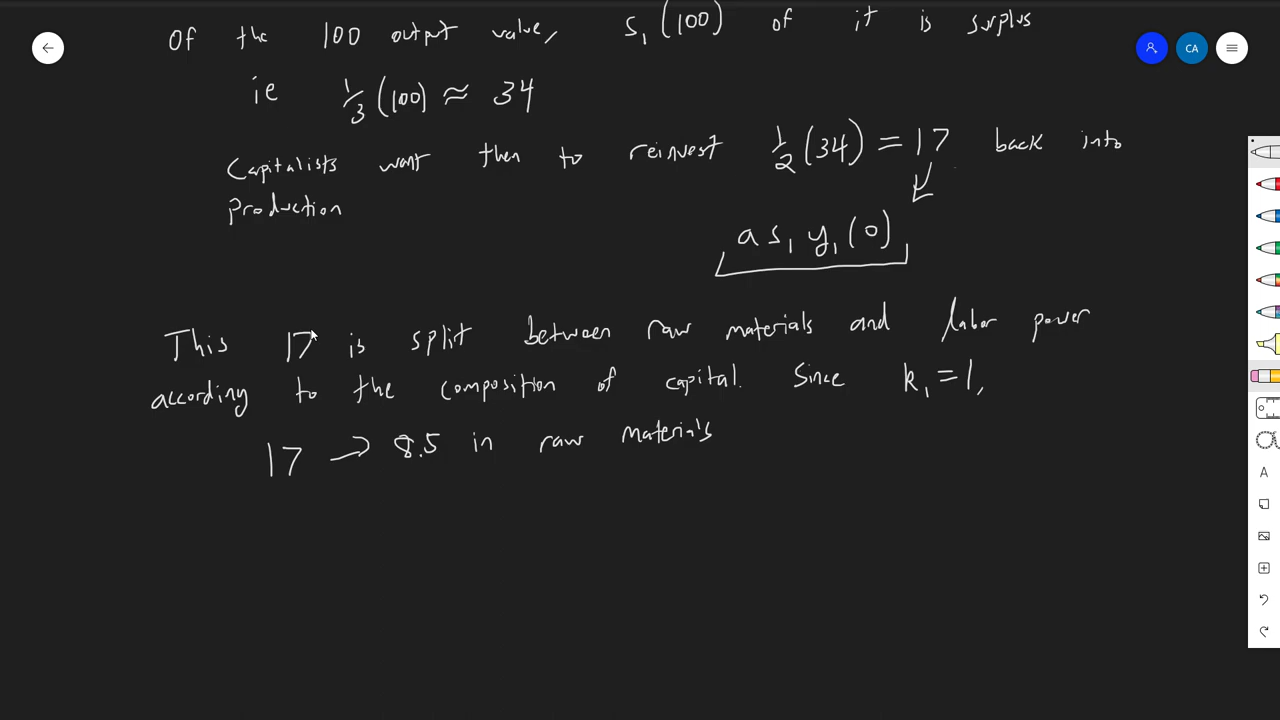 Of the 100 output value, s₁(100) of it is surplus
ie 1/3 (100) ≈ 34
Capitalists want then to reinvest 1/2 (34) = 17 back into
production
a s₁ y₁(0)
This 17 is split between raw materials and labor power
according to the composition of capital. Since k₁ = 1,
17 → 8.5 in raw materials
CA
A